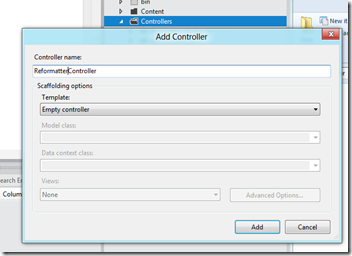 bin
Content
Controllers
New it
Add Controller
Controller name:
ReformatterController
Scaffolding options
Template:
Empty controller
Model class:
Data context class:
Views:
None
Advanced Options...
Add
Cancel
earch Er
Colum